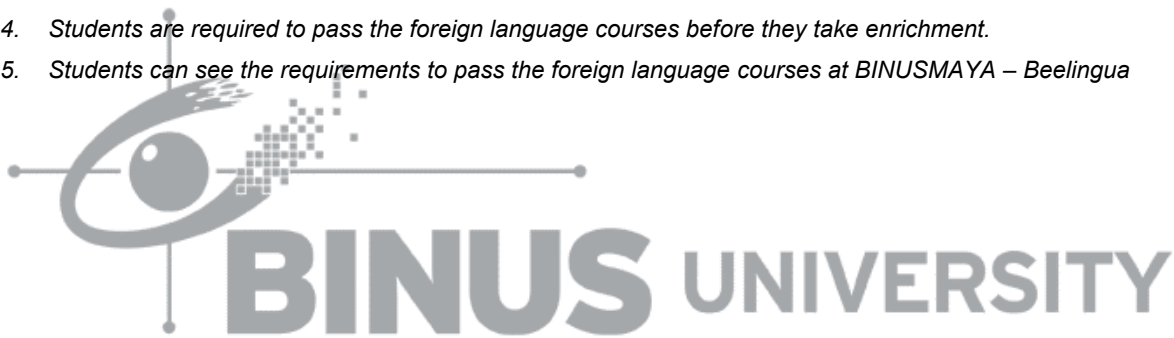 4. Students are required to pass the foreign language courses before they take enrichment.
5. Students can see the requirements to pass the foreign language courses at BINUSMAYA – Beelingua
BINUS UNIVERSITY